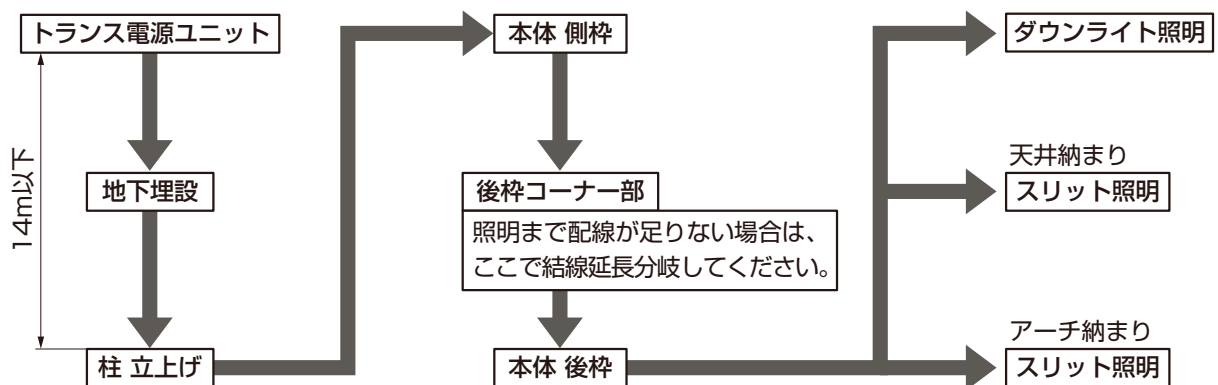 トランス電源ユニット
14m以下
地下埋設
柱 立上げ
本体 側枠
後枠コーナー部
照明まで配線が足りない場合は、
ここで結線延長分岐してください。
本体 後枠
ダウンライト照明
天井納まり
スリット照明
アーチ納まり
スリット照明